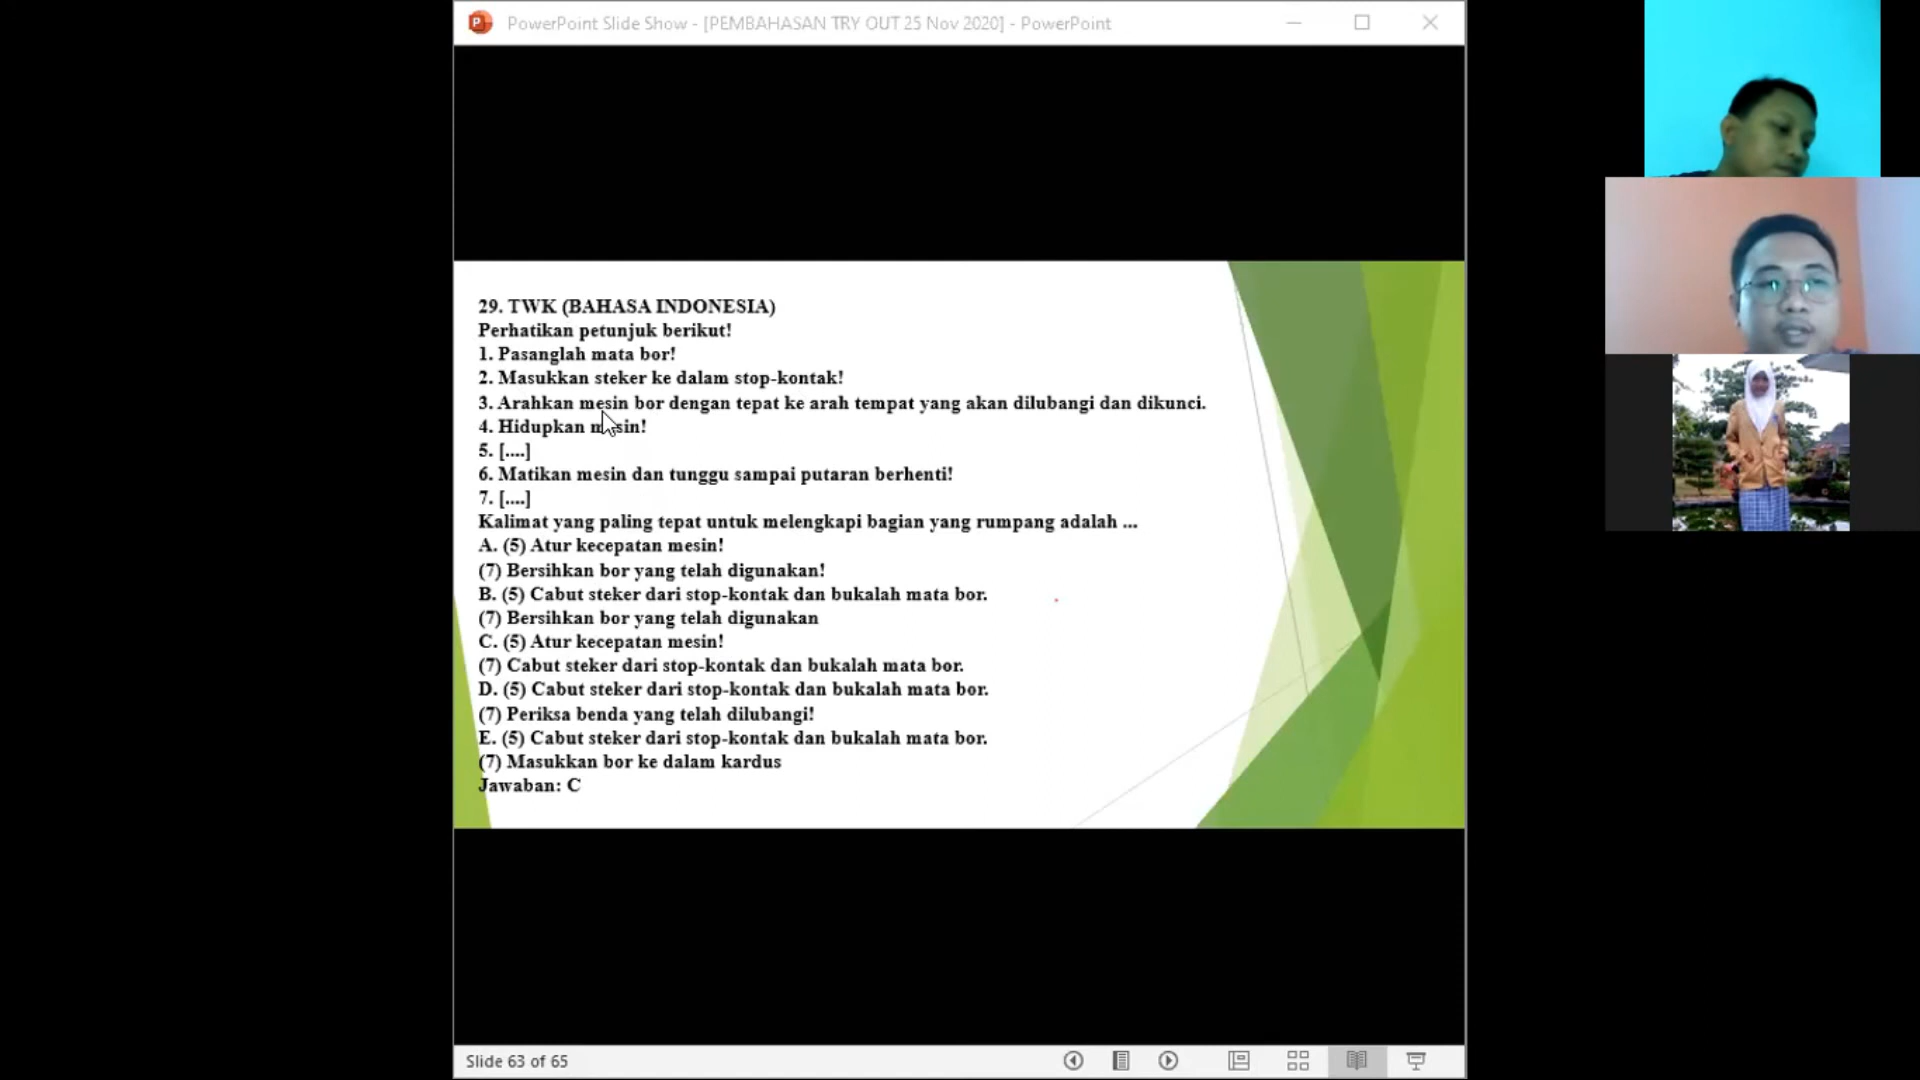 PowerPoint Slide Show - [PEMBAHASAN TRY OUT 25 Nov 2020] - PowerPoint
29. TWK (BAHASA INDONESIA)
Perhatikan petunjuk berikut!
1. Pasanglah mata bor!
2. Masukkan steker ke dalam stop-kontak!
3. Arahkan mesin bor dengan tepat ke arah tempat yang akan dilubangi dan dikunci.
4. Hidupkan mesin!
5. [....]
6. Matikan mesin dan tunggu sampai putaran berhenti!
7. [....]
Kalimat yang paling tepat untuk melengkapi bagian yang rumpang adalah ...
A. (5) Atur kecepatan mesin!
(7) Bersihkan bor yang telah digunakan!
B. (5) Cabut steker dari stop-kontak dan bukalah mata bor.
(7) Bersihkan bor yang telah digunakan
C. (5) Atur kecepatan mesin!
(7) Cabut steker dari stop-kontak dan bukalah mata bor.
D. (5) Cabut steker dari stop-kontak dan bukalah mata bor.
(7) Periksa benda yang telah dilubangi!
E. (5) Cabut steker dari stop-kontak dan bukalah mata bor.
(7) Masukkan bor ke dalam kardus
Jawaban: C
Slide 63 of 65